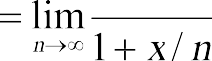 = lim n→∞ 1 + x / n